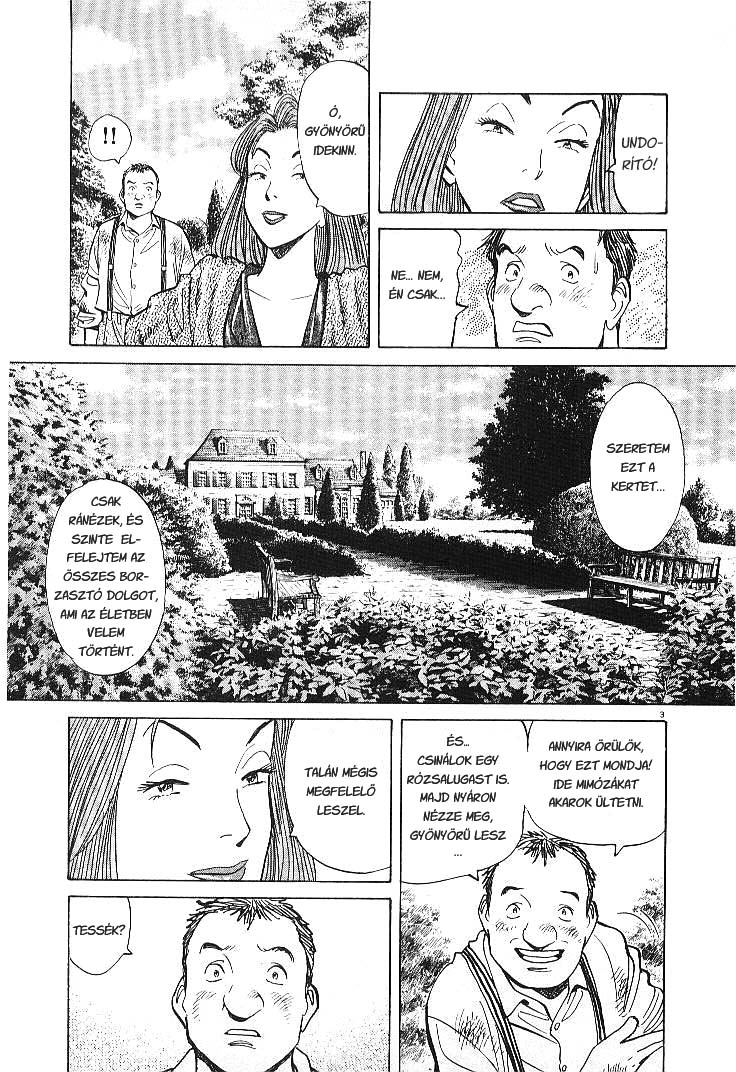 UNDO-
RÍTÓ!
NE... NEM,
ÉN CSAK...
Ó,
GYÖNYÖRŰ
IDEKINN.
!!
SZERETEM
EZT A
KERTET...
CSAK
RÁNÉZEK, ÉS
SZINTE EL-
FELEJTEM AZ
ÖSSZES BOR-
ZASZTÓ DOLGOT,
AMI AZ ÉLETBEN
VELEM
TÖRTÉNT.
3
ANNYIRA ÖRÜLÖK,
HOGY EZT MONDJA!
IDE MIMÓZÁKAT
AKAROK ÜLTETNI.
ÉS...
CSINÁLOK EGY
RÓZSALUGAST IS.
MAJD NYÁRON
NÉZZE MEG,
GYÖNYÖRŰ LESZ
...
TALÁN MÉGIS
MEGFELELŐ
LESZEL.
TESSÉK?